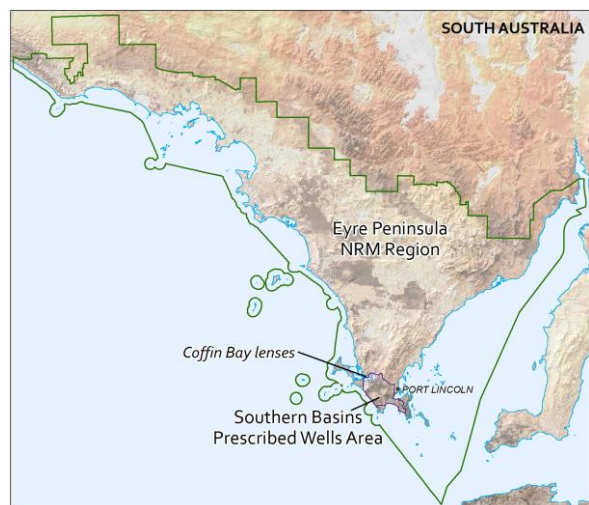 SOUTH AUSTRALIA
Eyre Peninsula
NRM Region
Coffin Bay lenses
PORT LINCOLN
Southern Basins
Prescribed Wells Area